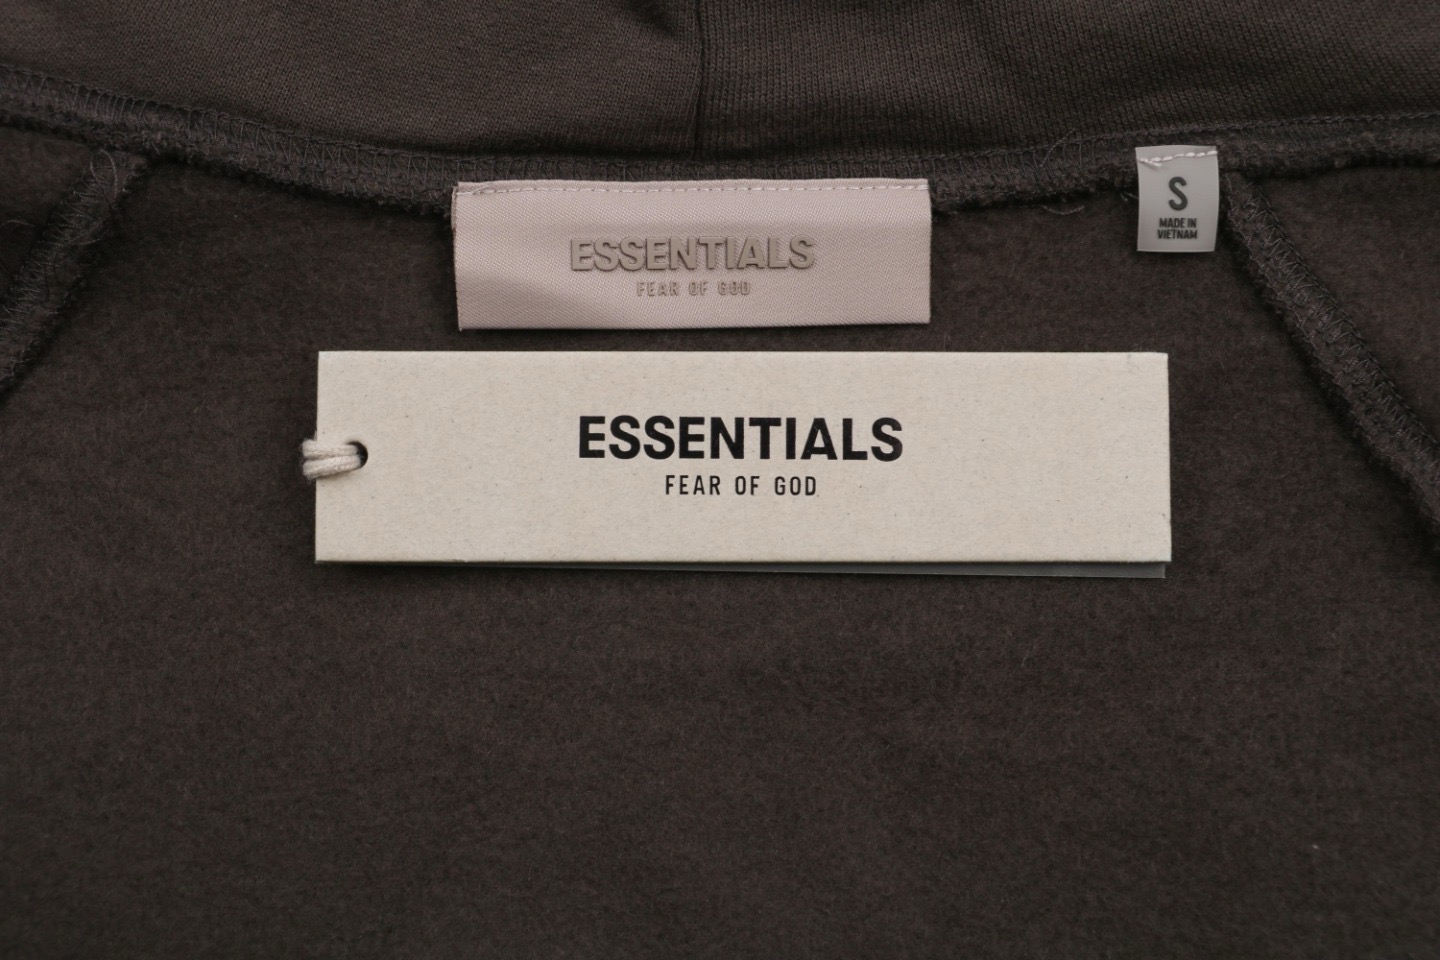 ESSENTIALS
FEAR OF GOD
S
MADE IN
VIETNAM
ESSENTIALS
FEAR OF GOD